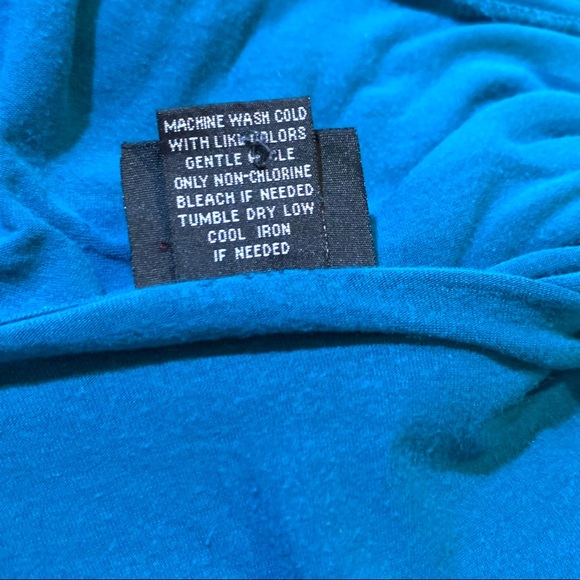 MACHINE WASH COLD
WITH LIKE COLORS
GENTLE CYCLE
ONLY NON-CHLORINE
BLEACH IF NEEDED
TUMBLE DRY LOW
COOL IRON
IF NEEDED